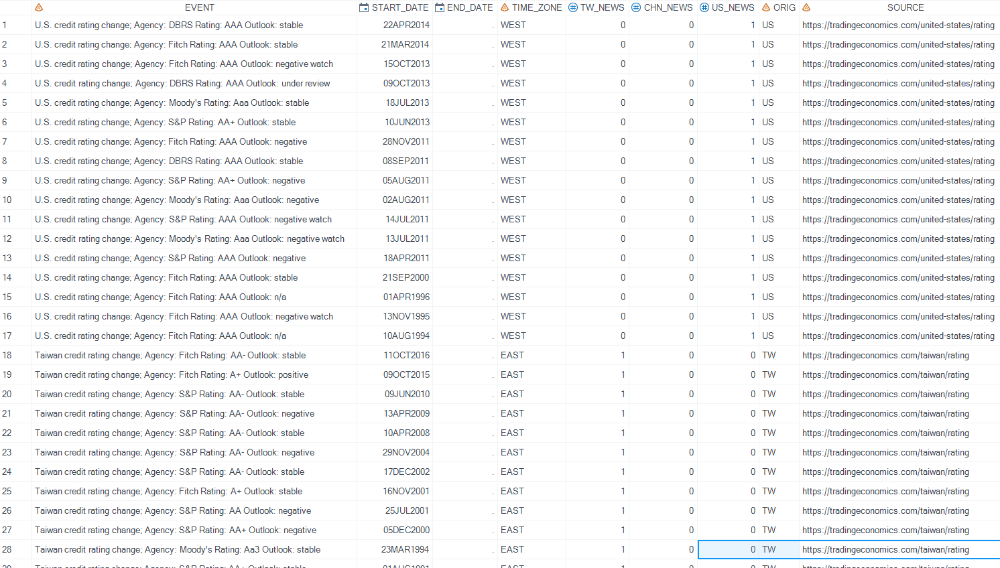 EVENT START_DATE END_DATE TIME_ZONE TW_NEWS CHN_NEWS US_NEWS ORIG SOURCE
1 U.S. credit rating change; Agency: DBRS Rating: AAA Outlook: stable 22APR2014 . WEST 0 0 1 US https://tradingeconomics.com/united-states/rating
2 U.S. credit rating change; Agency: Fitch Rating: AAA Outlook: stable 21MAR2014 . WEST 0 0 1 US https://tradingeconomics.com/united-states/rating
3 U.S. credit rating change; Agency: Fitch Rating: AAA Outlook: negative watch 15OCT2013 . WEST 0 0 1 US https://tradingeconomics.com/united-states/rating
4 U.S. credit rating change; Agency: DBRS Rating: AAA Outlook: under review 09OCT2013 . WEST 0 0 1 US https://tradingeconomics.com/united-states/rating
5 U.S. credit rating change; Agency: Moody's Rating: Aaa Outlook: stable 18JUL2013 . WEST 0 0 1 US https://tradingeconomics.com/united-states/rating
6 U.S. credit rating change; Agency: S&P Rating: AA+ Outlook: stable 10JUN2013 . WEST 0 0 1 US https://tradingeconomics.com/united-states/rating
7 U.S. credit rating change; Agency: Fitch Rating: AAA Outlook: negative 28NOV2011 . WEST 0 0 1 US https://tradingeconomics.com/united-states/rating
8 U.S. credit rating change; Agency: DBRS Rating: AAA Outlook: stable 08SEP2011 . WEST 0 0 1 US https://tradingeconomics.com/united-states/rating
9 U.S. credit rating change; Agency: S&P Rating: AA+ Outlook: negative 05AUG2011 . WEST 0 0 1 US https://tradingeconomics.com/united-states/rating
10 U.S. credit rating change; Agency: Moody's Rating: Aaa Outlook: negative 02AUG2011 . WEST 0 0 1 US https://tradingeconomics.com/united-states/rating
11 U.S. credit rating change; Agency: S&P Rating: AAA Outlook: negative watch 14JUL2011 . WEST 0 0 1 US https://tradingeconomics.com/united-states/rating
12 U.S. credit rating change; Agency: Moody's Rating: Aaa Outlook: negative watch 13JUL2011 . WEST 0 0 1 US https://tradingeconomics.com/united-states/rating
13 U.S. credit rating change; Agency: S&P Rating: AAA Outlook: negative 18APR2011 . WEST 0 0 1 US https://tradingeconomics.com/united-states/rating
14 U.S. credit rating change; Agency: Fitch Rating: AAA Outlook: stable 21SEP2000 . WEST 0 0 1 US https://tradingeconomics.com/united-states/rating
15 U.S. credit rating change; Agency: Fitch Rating: AAA Outlook: n/a 01APR1996 . WEST 0 0 1 US https://tradingeconomics.com/united-states/rating
16 U.S. credit rating change; Agency: Fitch Rating: AAA Outlook: negative watch 13NOV1995 . WEST 0 0 1 US https://tradingeconomics.com/united-states/rating
17 U.S. credit rating change; Agency: Fitch Rating: AAA Outlook: n/a 10AUG1994 . WEST 0 0 1 US https://tradingeconomics.com/united-states/rating
18 Taiwan credit rating change; Agency: Fitch Rating: AA- Outlook: stable 11OCT2016 . EAST 1 0 0 TW https://tradingeconomics.com/taiwan/rating
19 Taiwan credit rating change; Agency: Fitch Rating: A+ Outlook: positive 09OCT2015 . EAST 1 0 0 TW https://tradingeconomics.com/taiwan/rating
20 Taiwan credit rating change; Agency: S&P Rating: AA- Outlook: stable 09JUN2010 . EAST 1 0 0 TW https://tradingeconomics.com/taiwan/rating
21 Taiwan credit rating change; Agency: S&P Rating: AA- Outlook: negative 13APR2009 . EAST 1 0 0 TW https://tradingeconomics.com/taiwan/rating
22 Taiwan credit rating change; Agency: S&P Rating: AA- Outlook: stable 10APR2008 . EAST 1 0 0 TW https://tradingeconomics.com/taiwan/rating
23 Taiwan credit rating change; Agency: S&P Rating: AA- Outlook: negative 29NOV2004 . EAST 1 0 0 TW https://tradingeconomics.com/taiwan/rating
24 Taiwan credit rating change; Agency: S&P Rating: AA- Outlook: stable 17DEC2002 . EAST 1 0 0 TW https://tradingeconomics.com/taiwan/rating
25 Taiwan credit rating change; Agency: Fitch Rating: A+ Outlook: stable 16NOV2001 . EAST 1 0 0 TW https://tradingeconomics.com/taiwan/rating
26 Taiwan credit rating change; Agency: S&P Rating: AA Outlook: negative 25JUL2001 . EAST 1 0 0 TW https://tradingeconomics.com/taiwan/rating
27 Taiwan credit rating change; Agency: S&P Rating: AA+ Outlook: negative 05DEC2000 . EAST 1 0 0 TW https://tradingeconomics.com/taiwan/rating
28 Taiwan credit rating change; Agency: Moody's Rating: Aa3 Outlook: stable 23MAR1994 . EAST 1 0 0 TW https://tradingeconomics.com/taiwan/rating